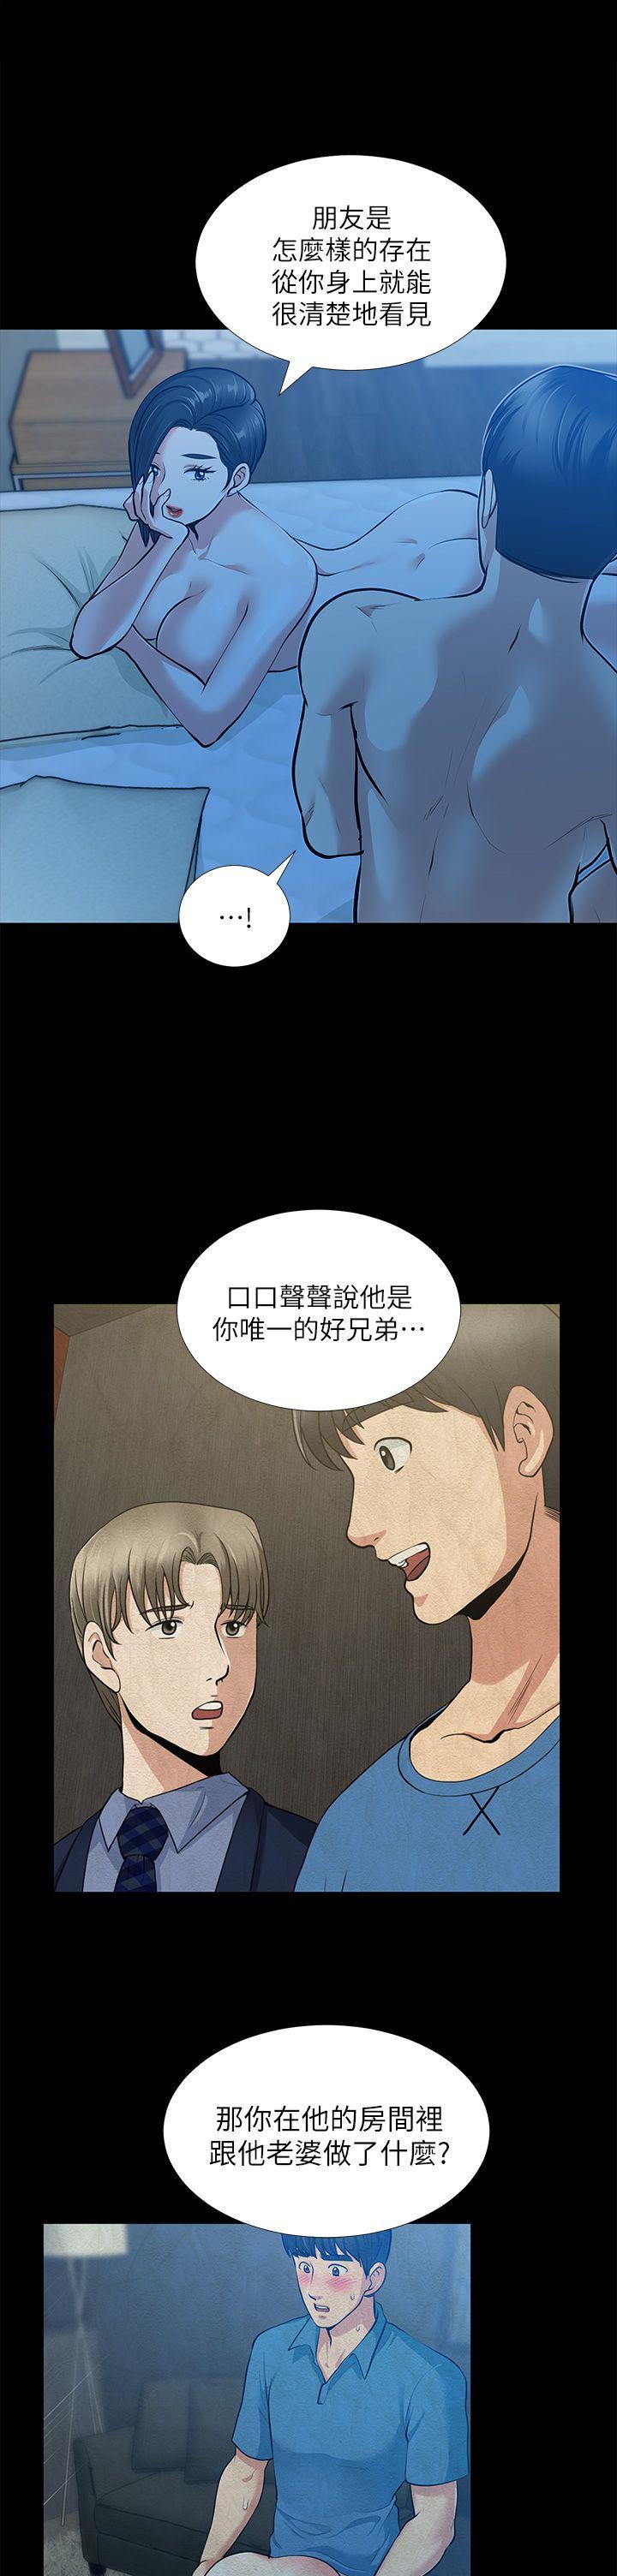 朋友是
怎麼樣的存在
從你身上就能
很清楚地看見
…!
口口聲聲說他是
你唯一的好兄弟…
那你在他的房間裡
跟他老婆做了什麼?